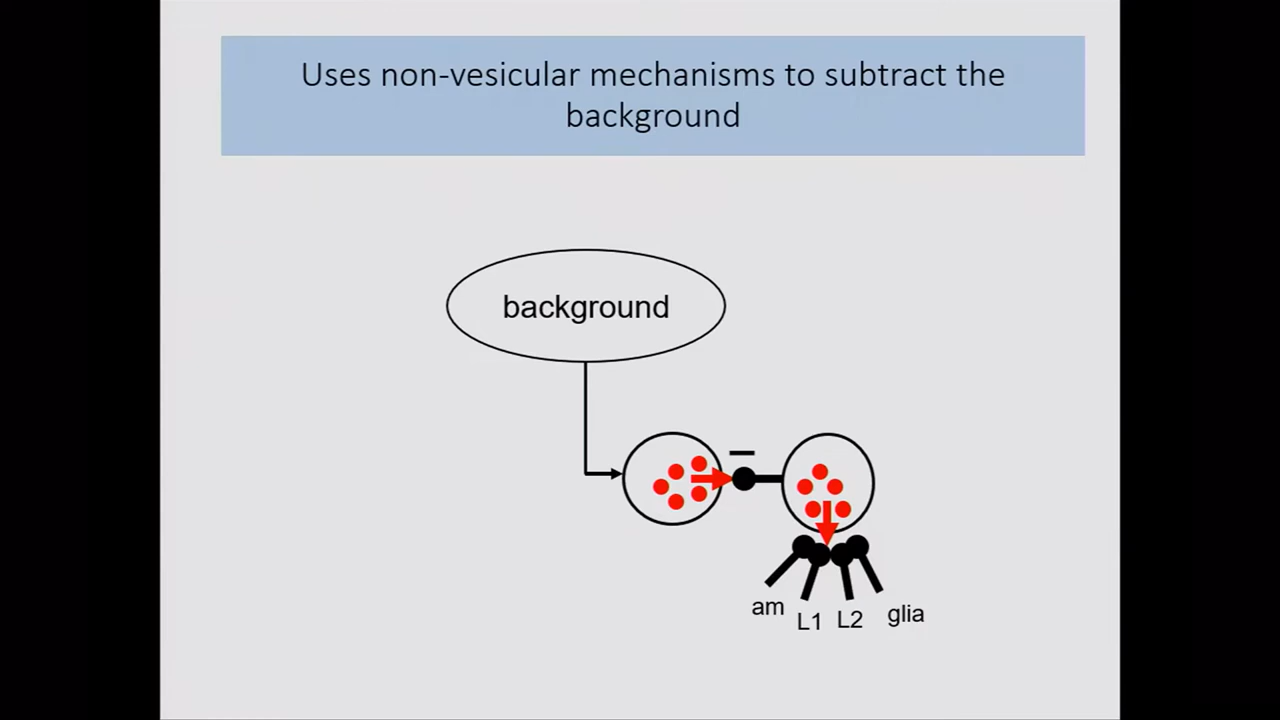 Uses non-vesicular mechanisms to subtract the
background
background
–
am
L1
L2
glia